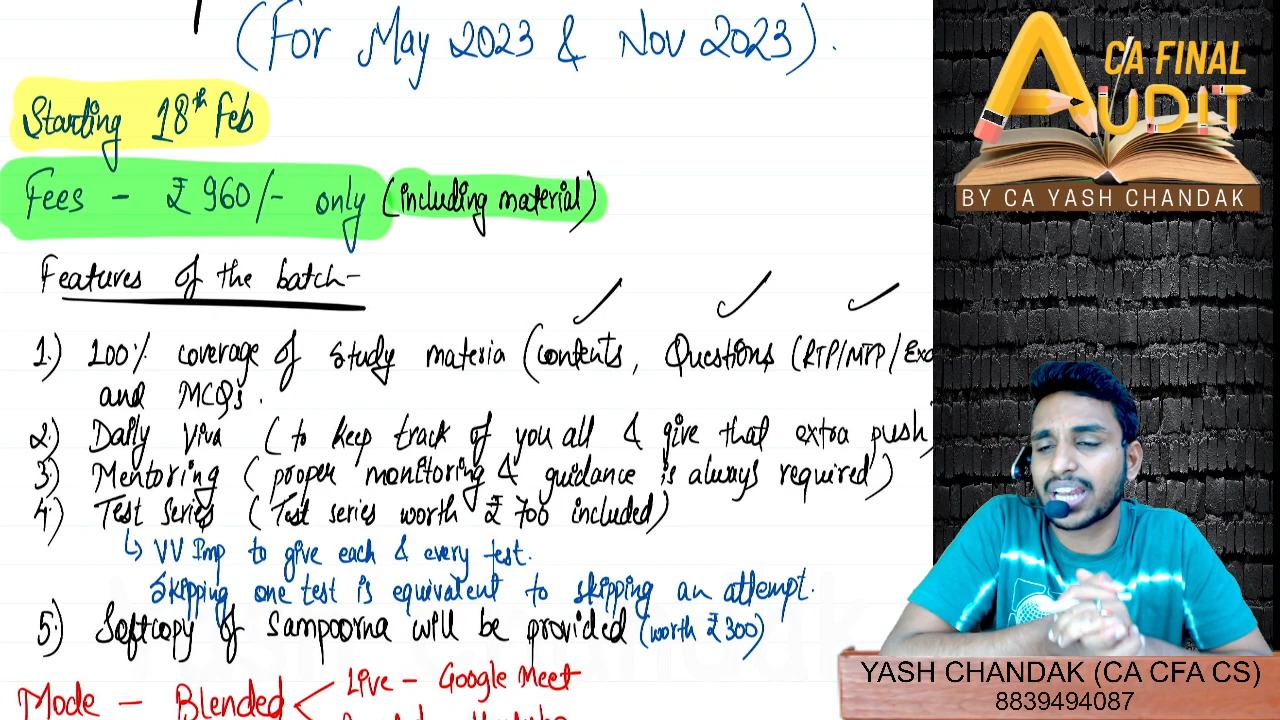 (For May 2023 & Nov 2023).
Starting 18th Feb
Fees - ₹ 960/- only (including material)
Features of the batch-
1.) 100% coverage of study materia (contents, Questions (RTP/MTP/Exa
and MCQ's.
2.) Daily Viva (to keep track of you all & give that extra push)
3.) Mentoring (proper monitoring & guidance is always required)
4.) Test series (Test series worth ₹ 700 included)
↳ VV Imp to give each & every test.
Skipping one test is equivalent to skipping an attempt.
5.) Softcopy of Sampoorna will be provided (worth ₹300)
Mode - Blended
Live - Google Meet
CA FINAL
AUDIT
BY CA YASH CHANDAK
YASH CHANDAK (CA CFA CS)
8839494087